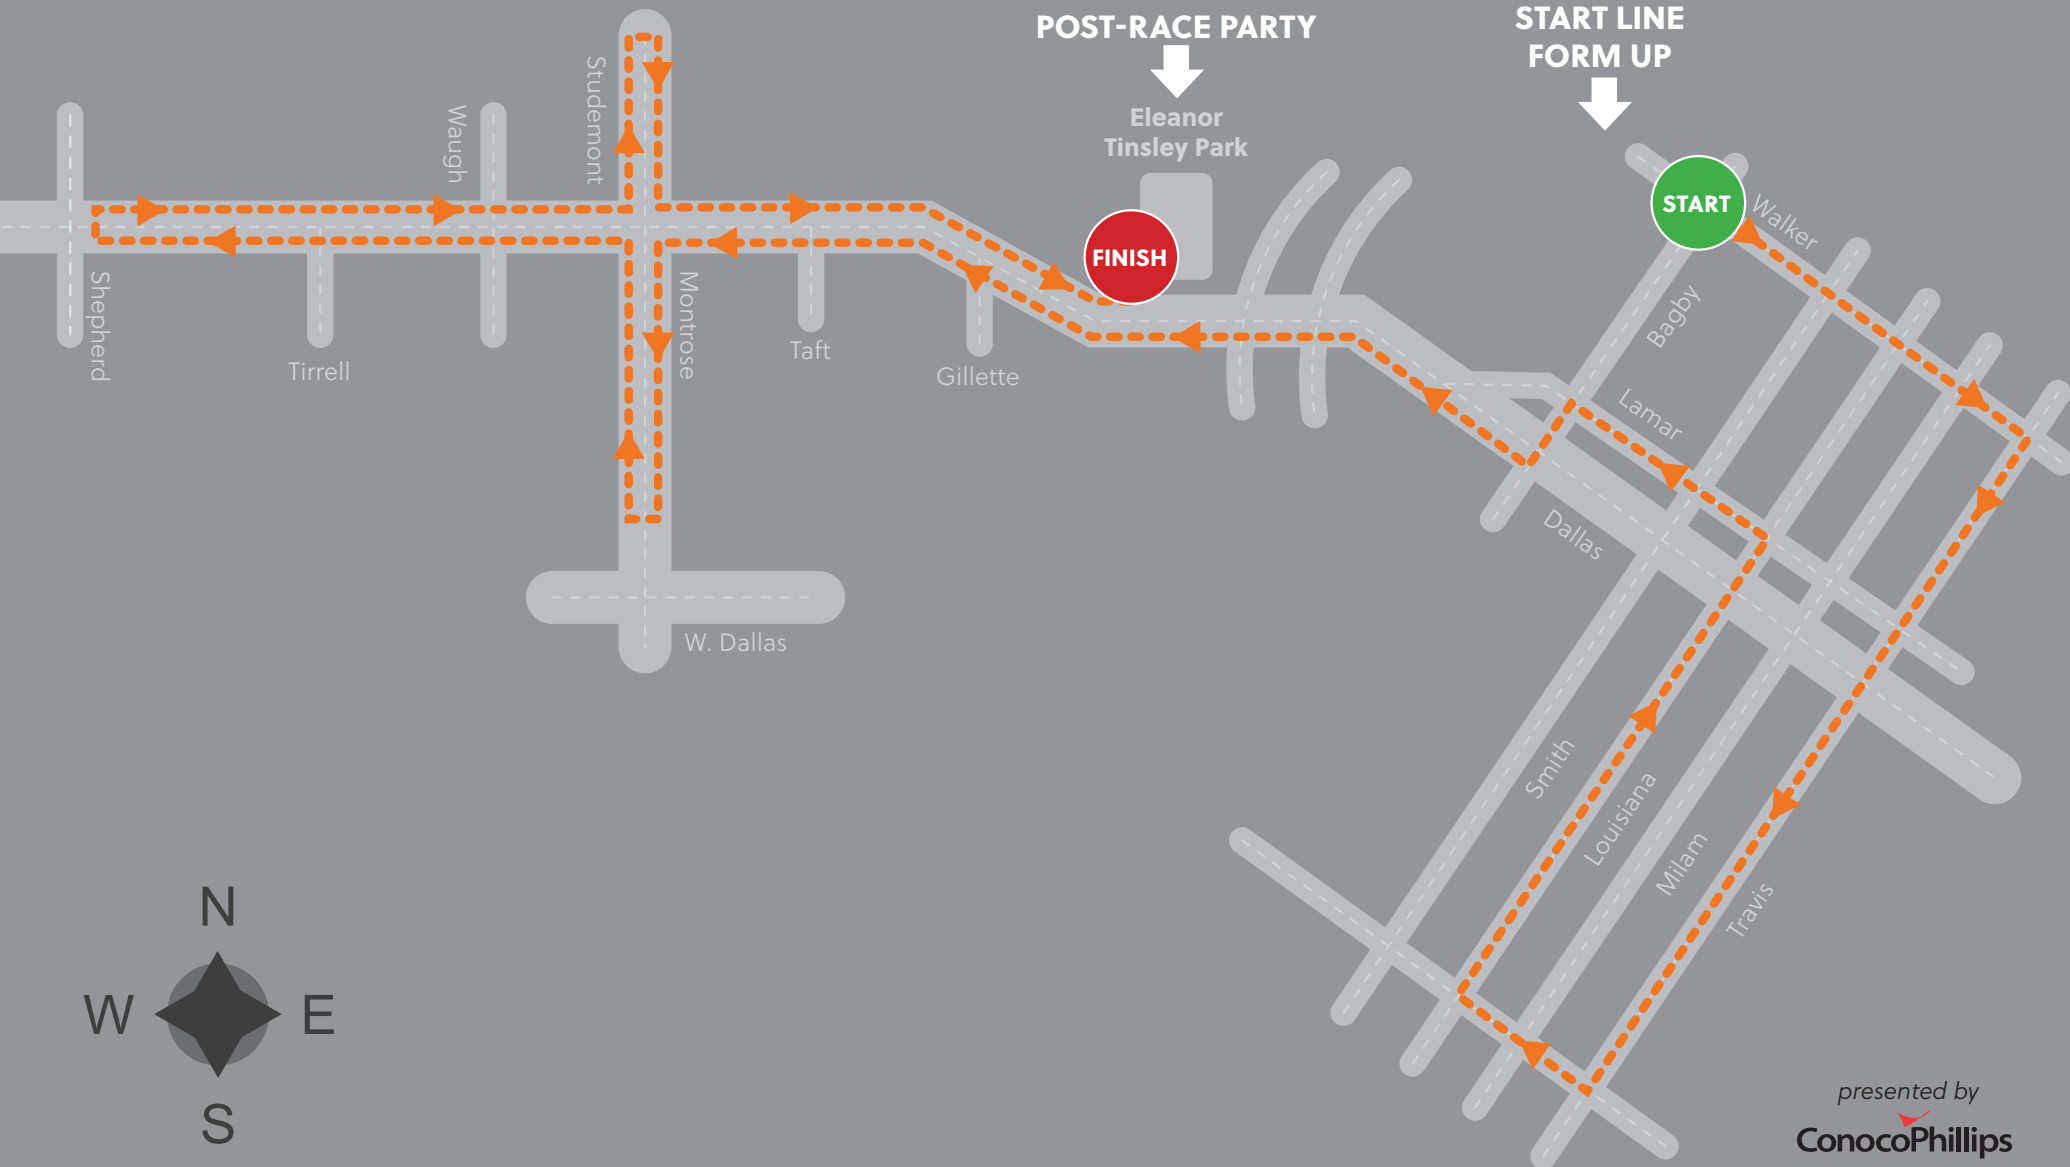 POST-RACE PARTY
START LINE
FORM UP
Eleanor
Tinsley Park
Studemont
Waugh
START
Walker
FINISH
Shepherd
Montrose
Bagby
Tirrell
Taft
Gillette
Lamar
Dallas
W. Dallas
Smith
Louisiana
Milam
Travis
N
W
E
S
presented by
ConocoPhillips